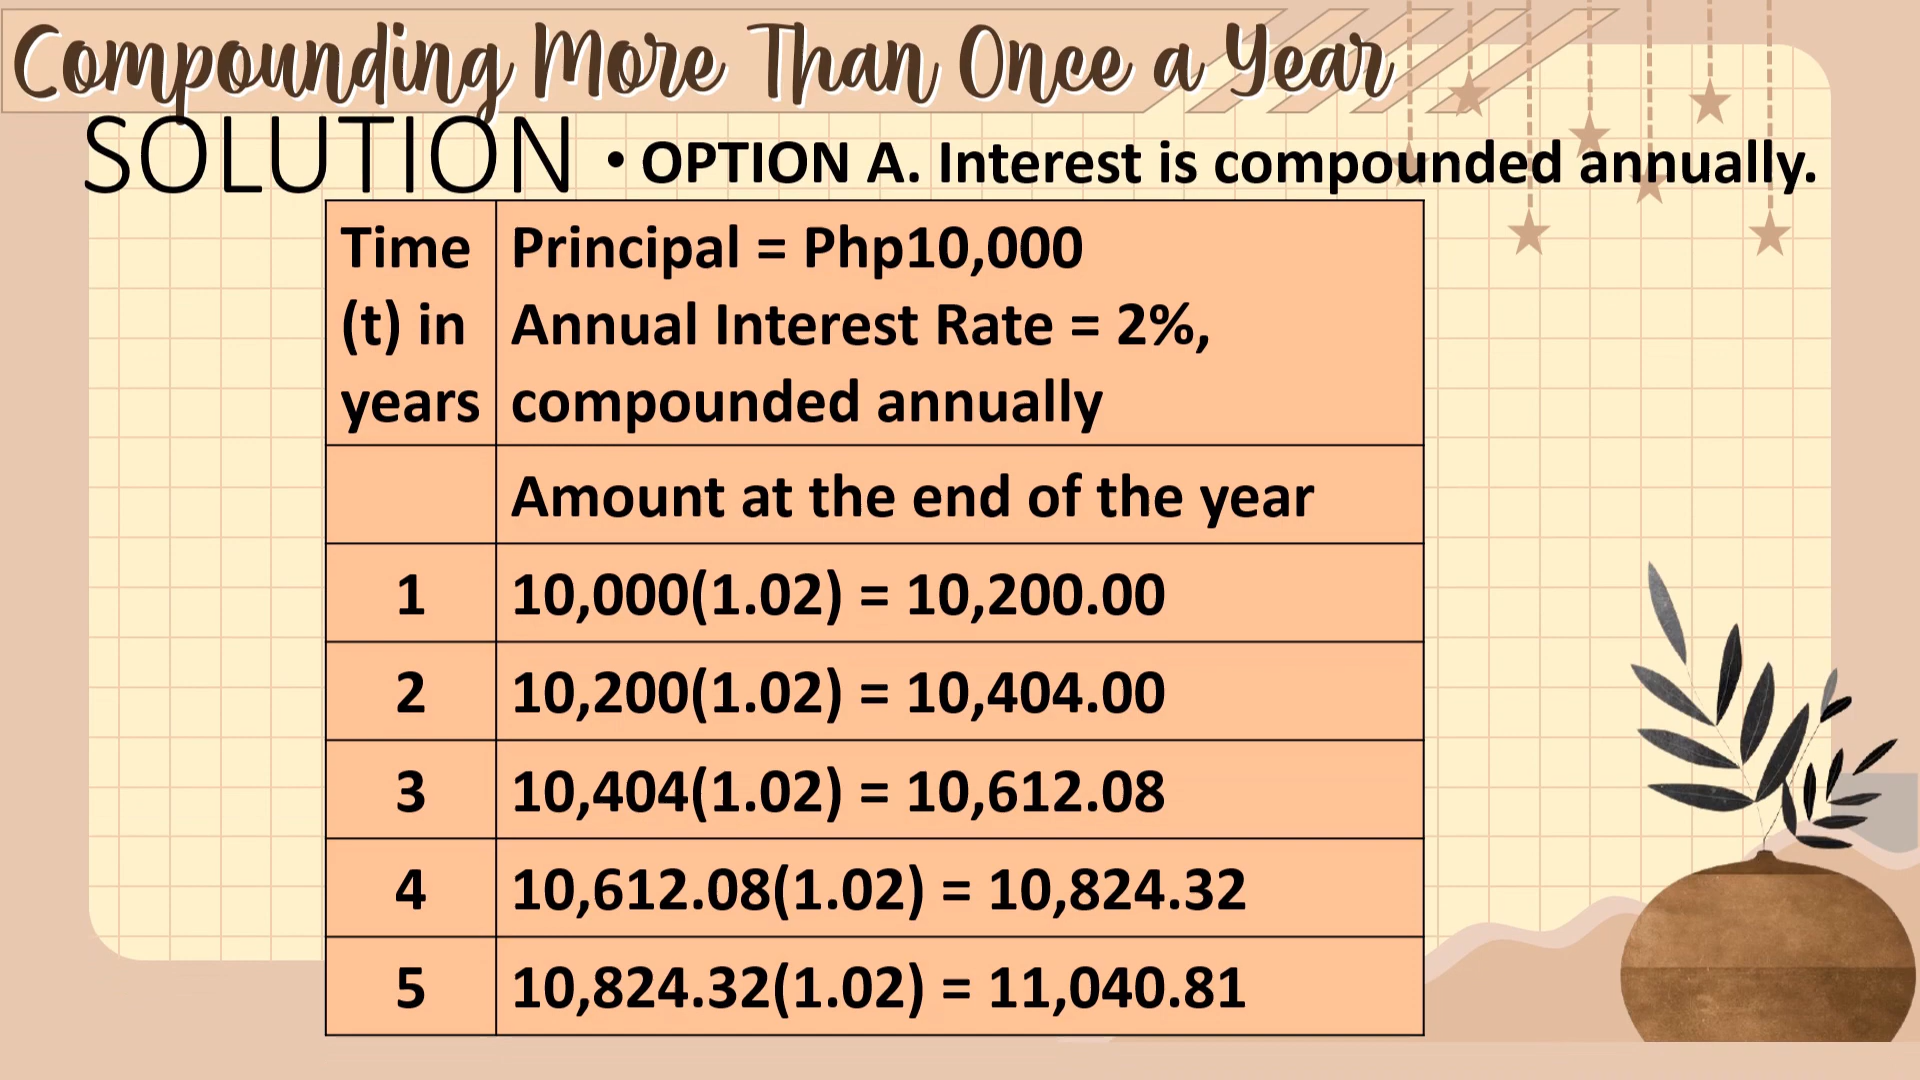 Compounding More Than Once a Year
SOLUTION
• OPTION A. Interest is compounded annually.
Time (t) in years
Principal = Php10,000
Annual Interest Rate = 2%,
compounded annually
Amount at the end of the year
1 10,000(1.02) = 10,200.00
2 10,200(1.02) = 10,404.00
3 10,404(1.02) = 10,612.08
4 10,612.08(1.02) = 10,824.32
5 10,824.32(1.02) = 11,040.81